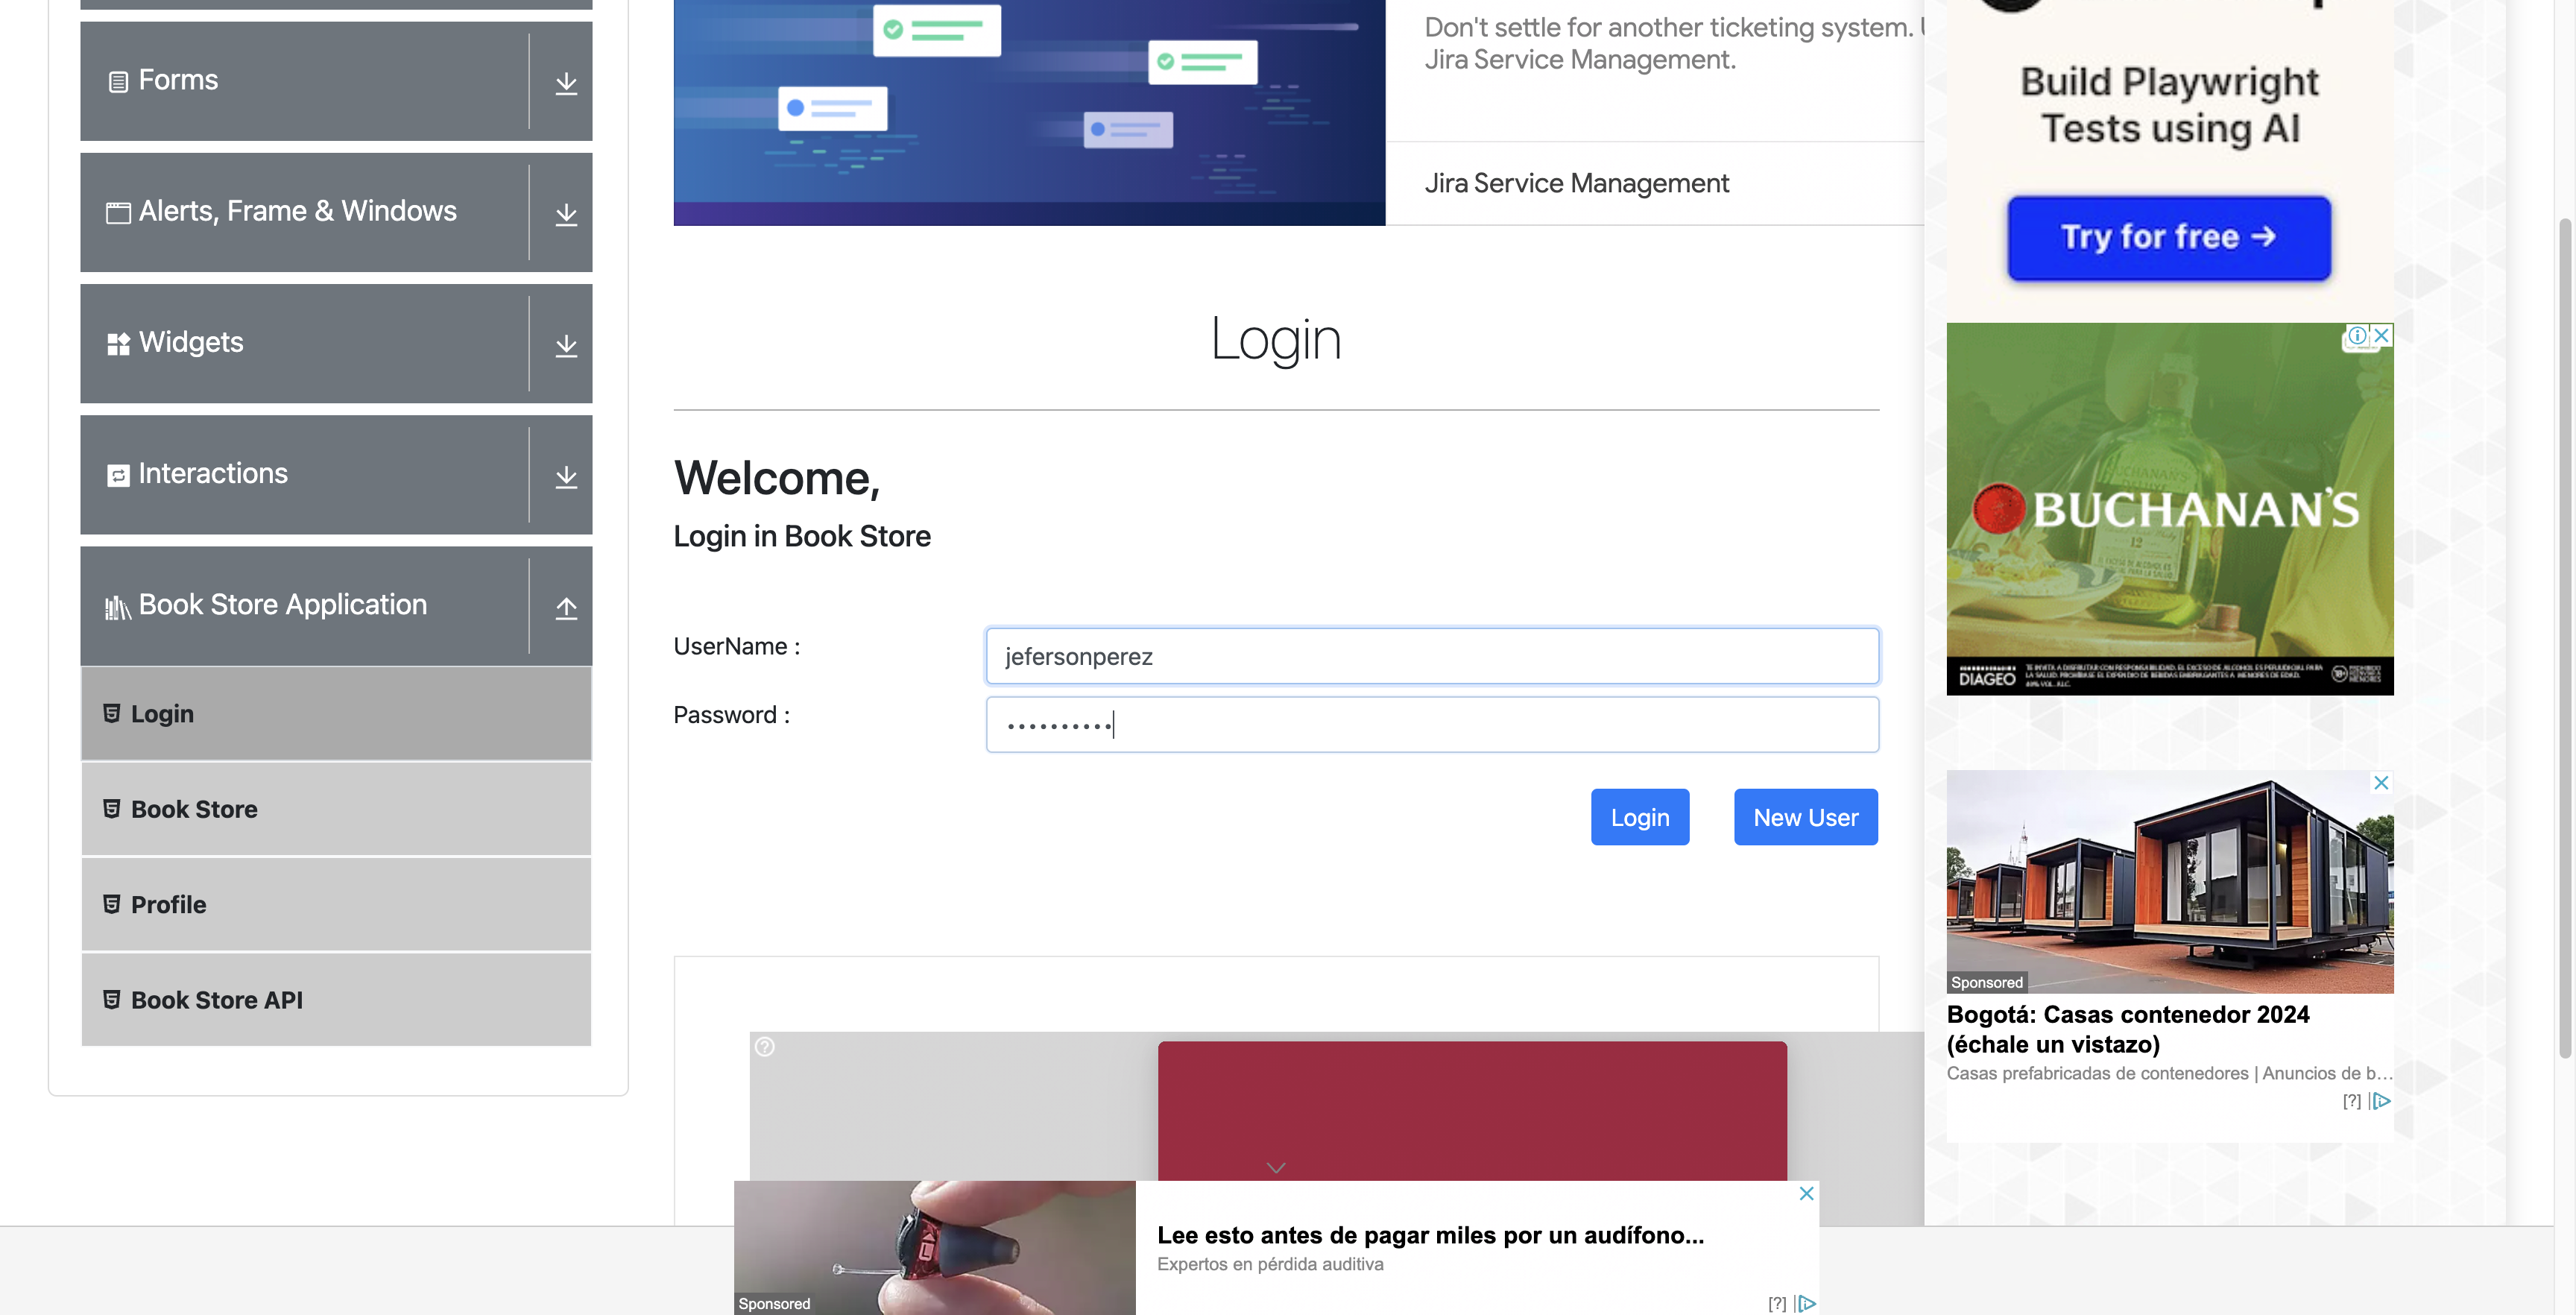 Forms
Alerts, Frame & Windows
Widgets
Interactions
Book Store Application
Login
Book Store
Profile
Book Store API
Don't settle for another ticketing system.
Jira Service Management.
Jira Service Management
Login
Welcome,
Login in Book Store
UserName :
jefersonperez
Password :
Login
New User
Build Playwright
Tests using AI
Try for free →
BUCHANAN'S
DIAGEO
Sponsored
Bogotá: Casas contenedor 2024
(échale un vistazo)
Casas prefabricadas de contenedores | Anuncios de b...
[?]
Lee esto antes de pagar miles por un audífono...
Expertos en pérdida auditiva
Sponsored
[?]